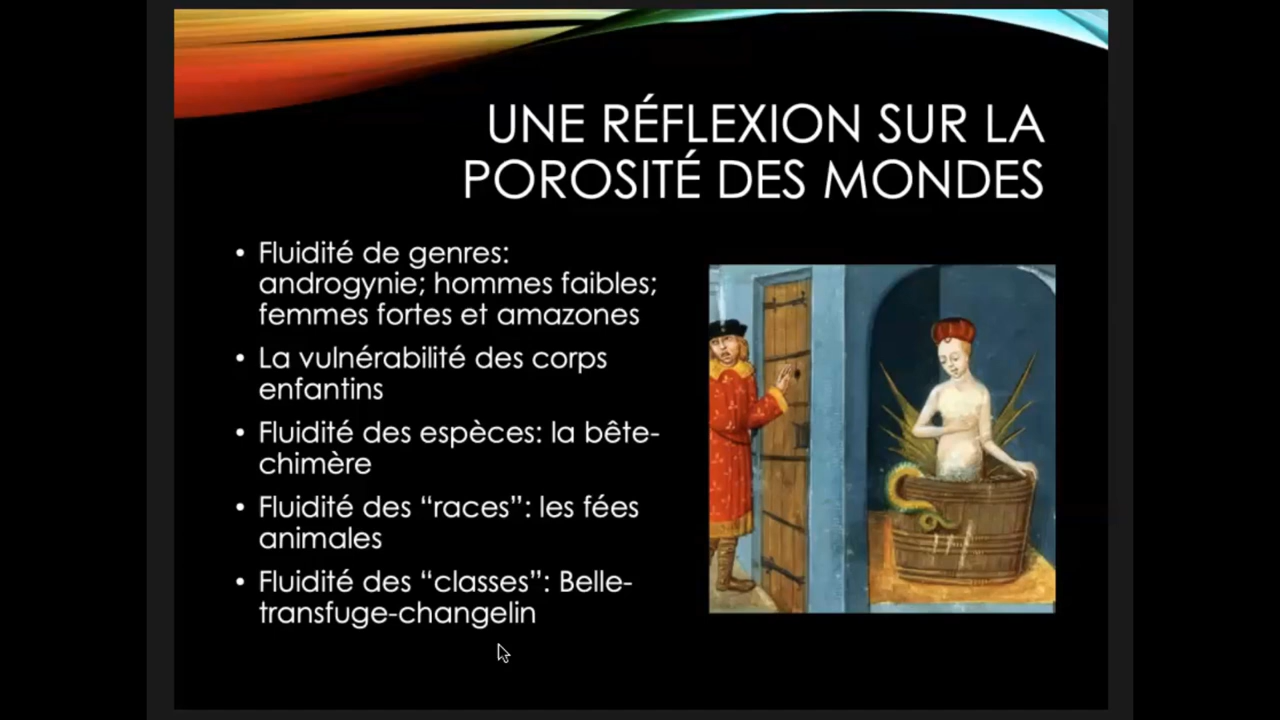 UNE RÉFLEXION SUR LA
POROSITÉ DES MONDES
• Fluidité de genres:
androgynie; hommes faibles;
femmes fortes et amazones
• La vulnérabilité des corps
enfantins
• Fluidité des espèces: la bête-
chimère
• Fluidité des “races”: les fées
animales
• Fluidité des “classes”: Belle-
transfuge-changelin